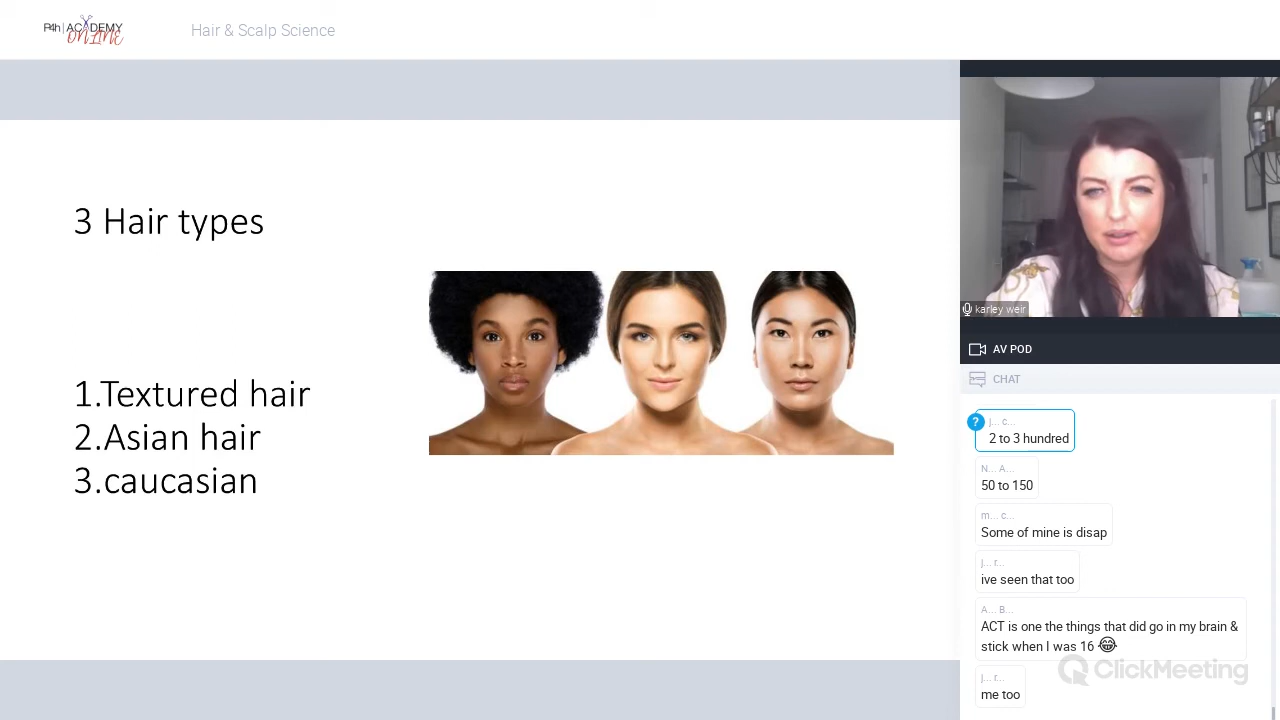 P4h | ACADEMY
ONLINE
Hair & Scalp Science
3 Hair types
1.Textured hair
2.Asian hair
3.caucasian
karley weir
AV POD
CHAT
?
j... c...
2 to 3 hundred
N... A...
50 to 150
m... c...
Some of mine is disap
j... r...
ive seen that too
A... B...
ACT is one the things that did go in my brain &
stick when I was 16 😂
j... r...
me too
ClickMeeting